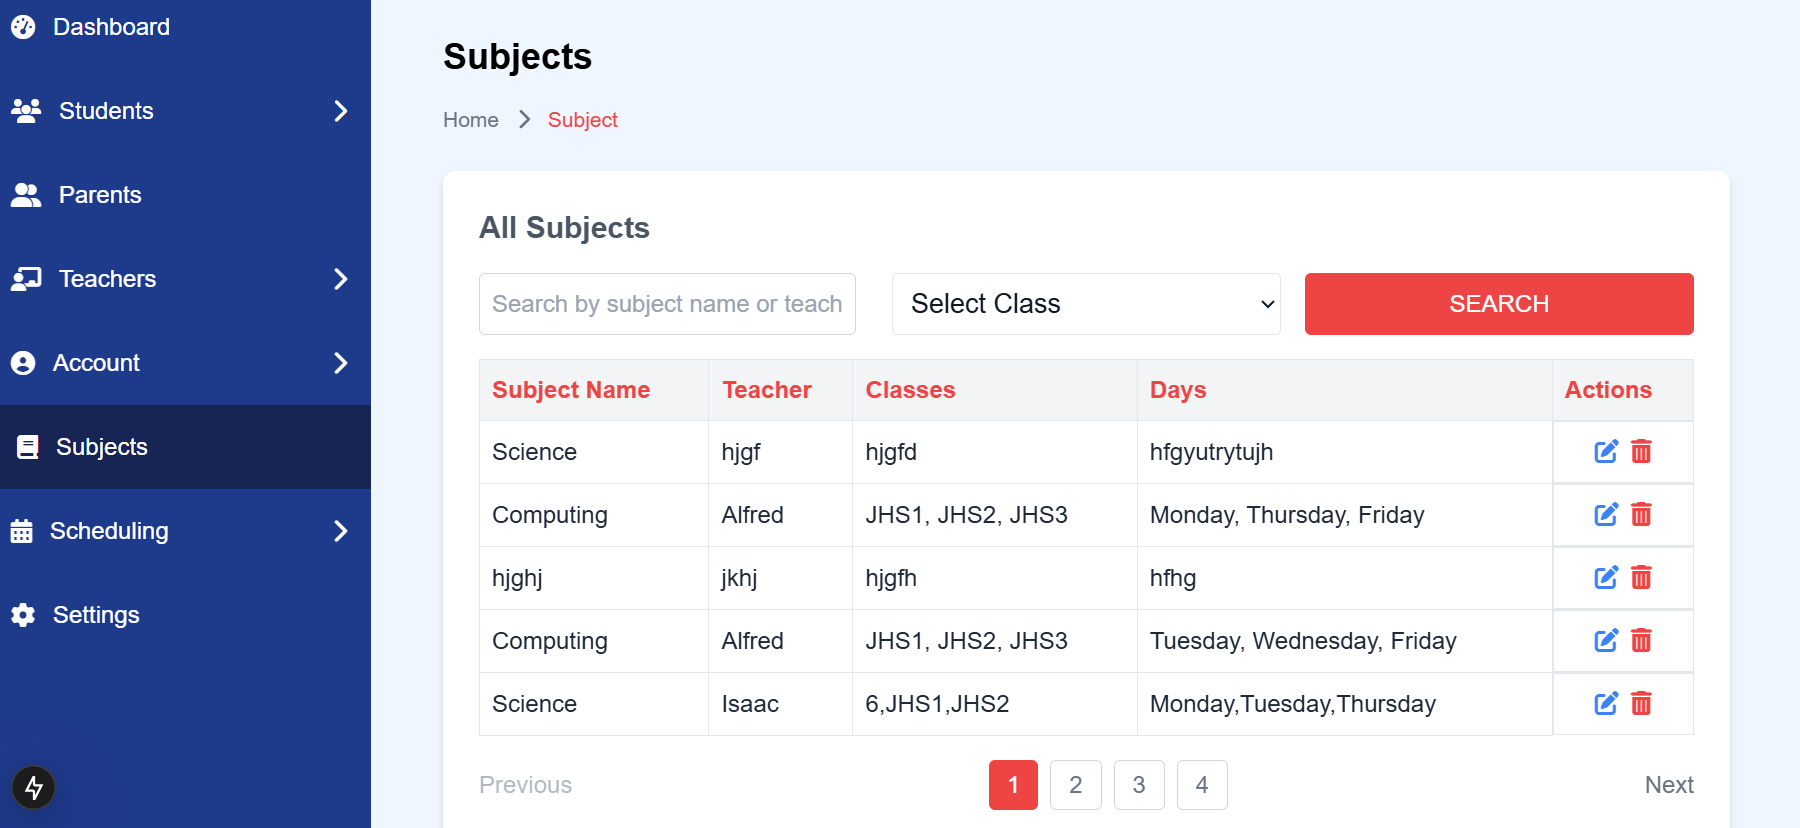 Dashboard
Students
Parents
Teachers
Account
Subjects
Scheduling
Settings
Subjects
Home Subject
All Subjects
Search by subject name or teach Select Class SEARCH
Subject Name Teacher Classes Days Actions
Science hjgf hjgfd hfgyutrytujh
Computing Alfred JHS1, JHS2, JHS3 Monday, Thursday, Friday
hjghj jkhj hjgfh hfhg
Computing Alfred JHS1, JHS2, JHS3 Tuesday, Wednesday, Friday
Science Isaac 6,JHS1,JHS2 Monday,Tuesday,Thursday
Previous 1 2 3 4 Next